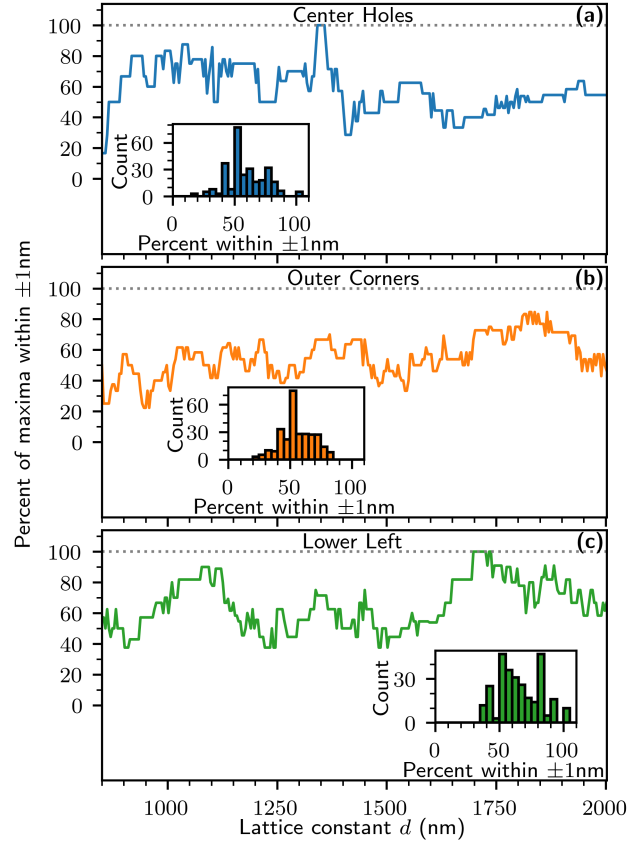 Center Holes (a)
100
80
60
40
20
0
Count
60
30
0
0 50 100
Percent within ±1nm
Outer Corners (b)
100
80
60
40
20
0
Count
60
30
0
0 50 100
Percent within ±1nm
Lower Left (c)
100
80
60
40
20
0
Count
30
0
0 50 100
Percent within ±1nm
Percent of maxima within ±1nm
1000 1250 1500 1750 2000
Lattice constant d (nm)